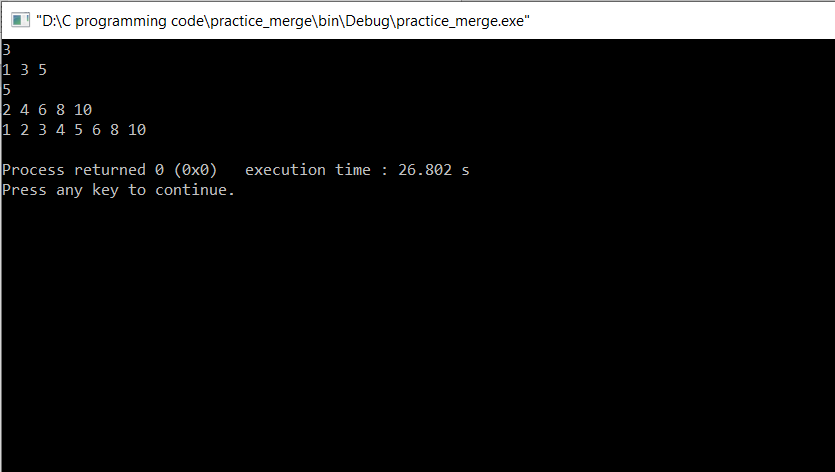 "D:\C programming code\practice_merge\bin\Debug\practice_merge.exe"
3
1 3 5
5
2 4 6 8 10
1 2 3 4 5 6 8 10
Process returned 0 (0x0)   execution time : 26.802 s
Press any key to continue.